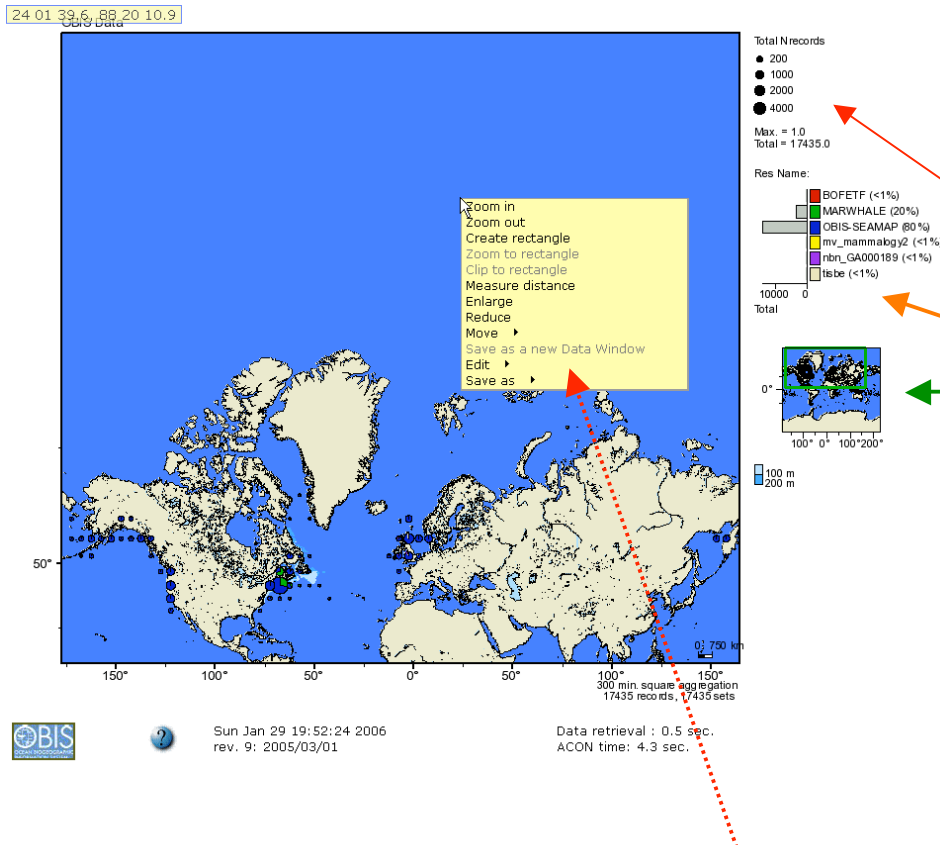 24 01 39.6, 88 20 10.9
OBIS Data
Total Nrecords
200
1000
2000
4000
Max. = 1.0
Total = 17435.0
Res Name:
BOFETF (<1%)
MARWHALE (20%)
OBIS-SEAMAP (80%)
mv_mammalogy2 (<1%
nbn_GA000189 (<1%)
tisbe (<1%)
10000 0
Total
Zoom in
Zoom out
Create rectangle
Zoom to rectangle
Clip to rectangle
Measure distance
Enlarge
Reduce
Move
Save as a new Data Window
Edit
Save as
0°
100° 0° 100°200°
100 m
200 m
50°
0 750 km
150° 100° 50° 0° 50° 100° 150°
300 min. square aggregation
17435 records, 17435 sets
OBIS
OCEAN BIOGEOGRAPHIC
INFORMATION SYSTEM
?
Sun Jan 29 19:52:24 2006
rev. 9: 2005/03/01
Data retrieval : 0.5 sec.
ACON time: 4.3 sec.